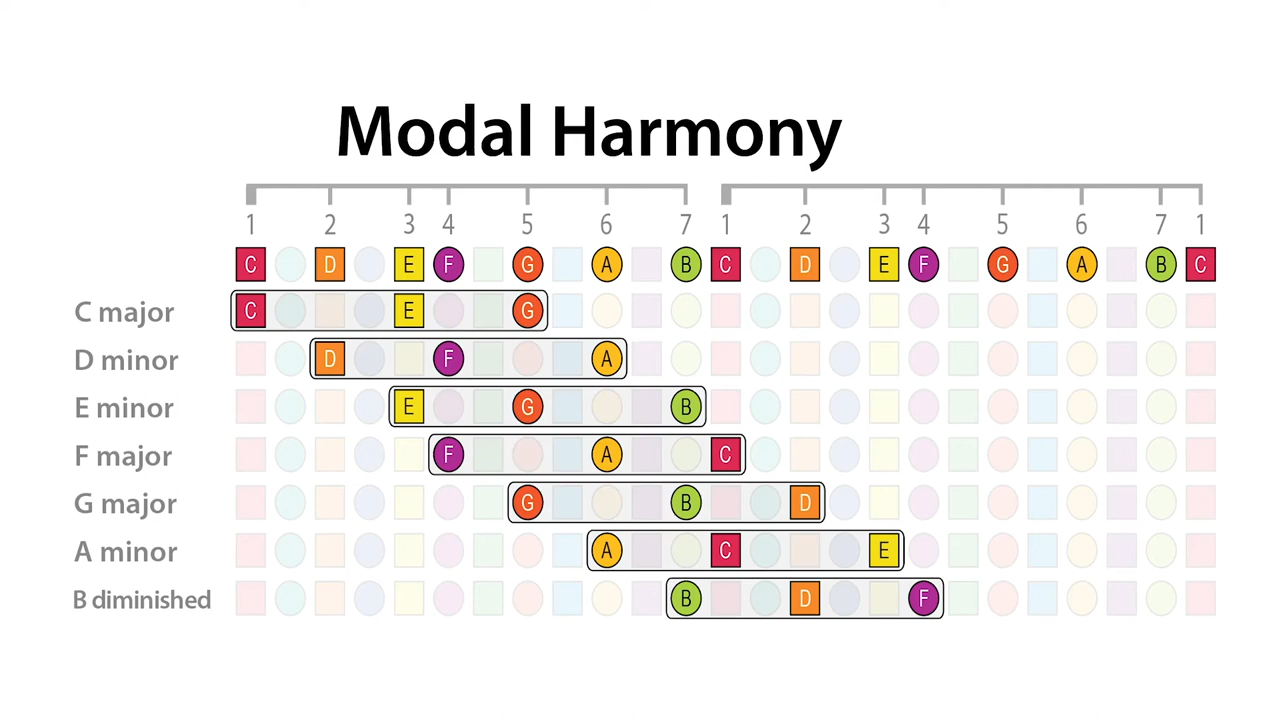 Modal Harmony
1 2 3 4 5 6 7 1 2 3 4 5 6 7 1
C D E F G A B C D E F G A B C
C major C E G
D minor D F A
E minor E G B
F major F A C
G major G B D
A minor A C E
B diminished B D F